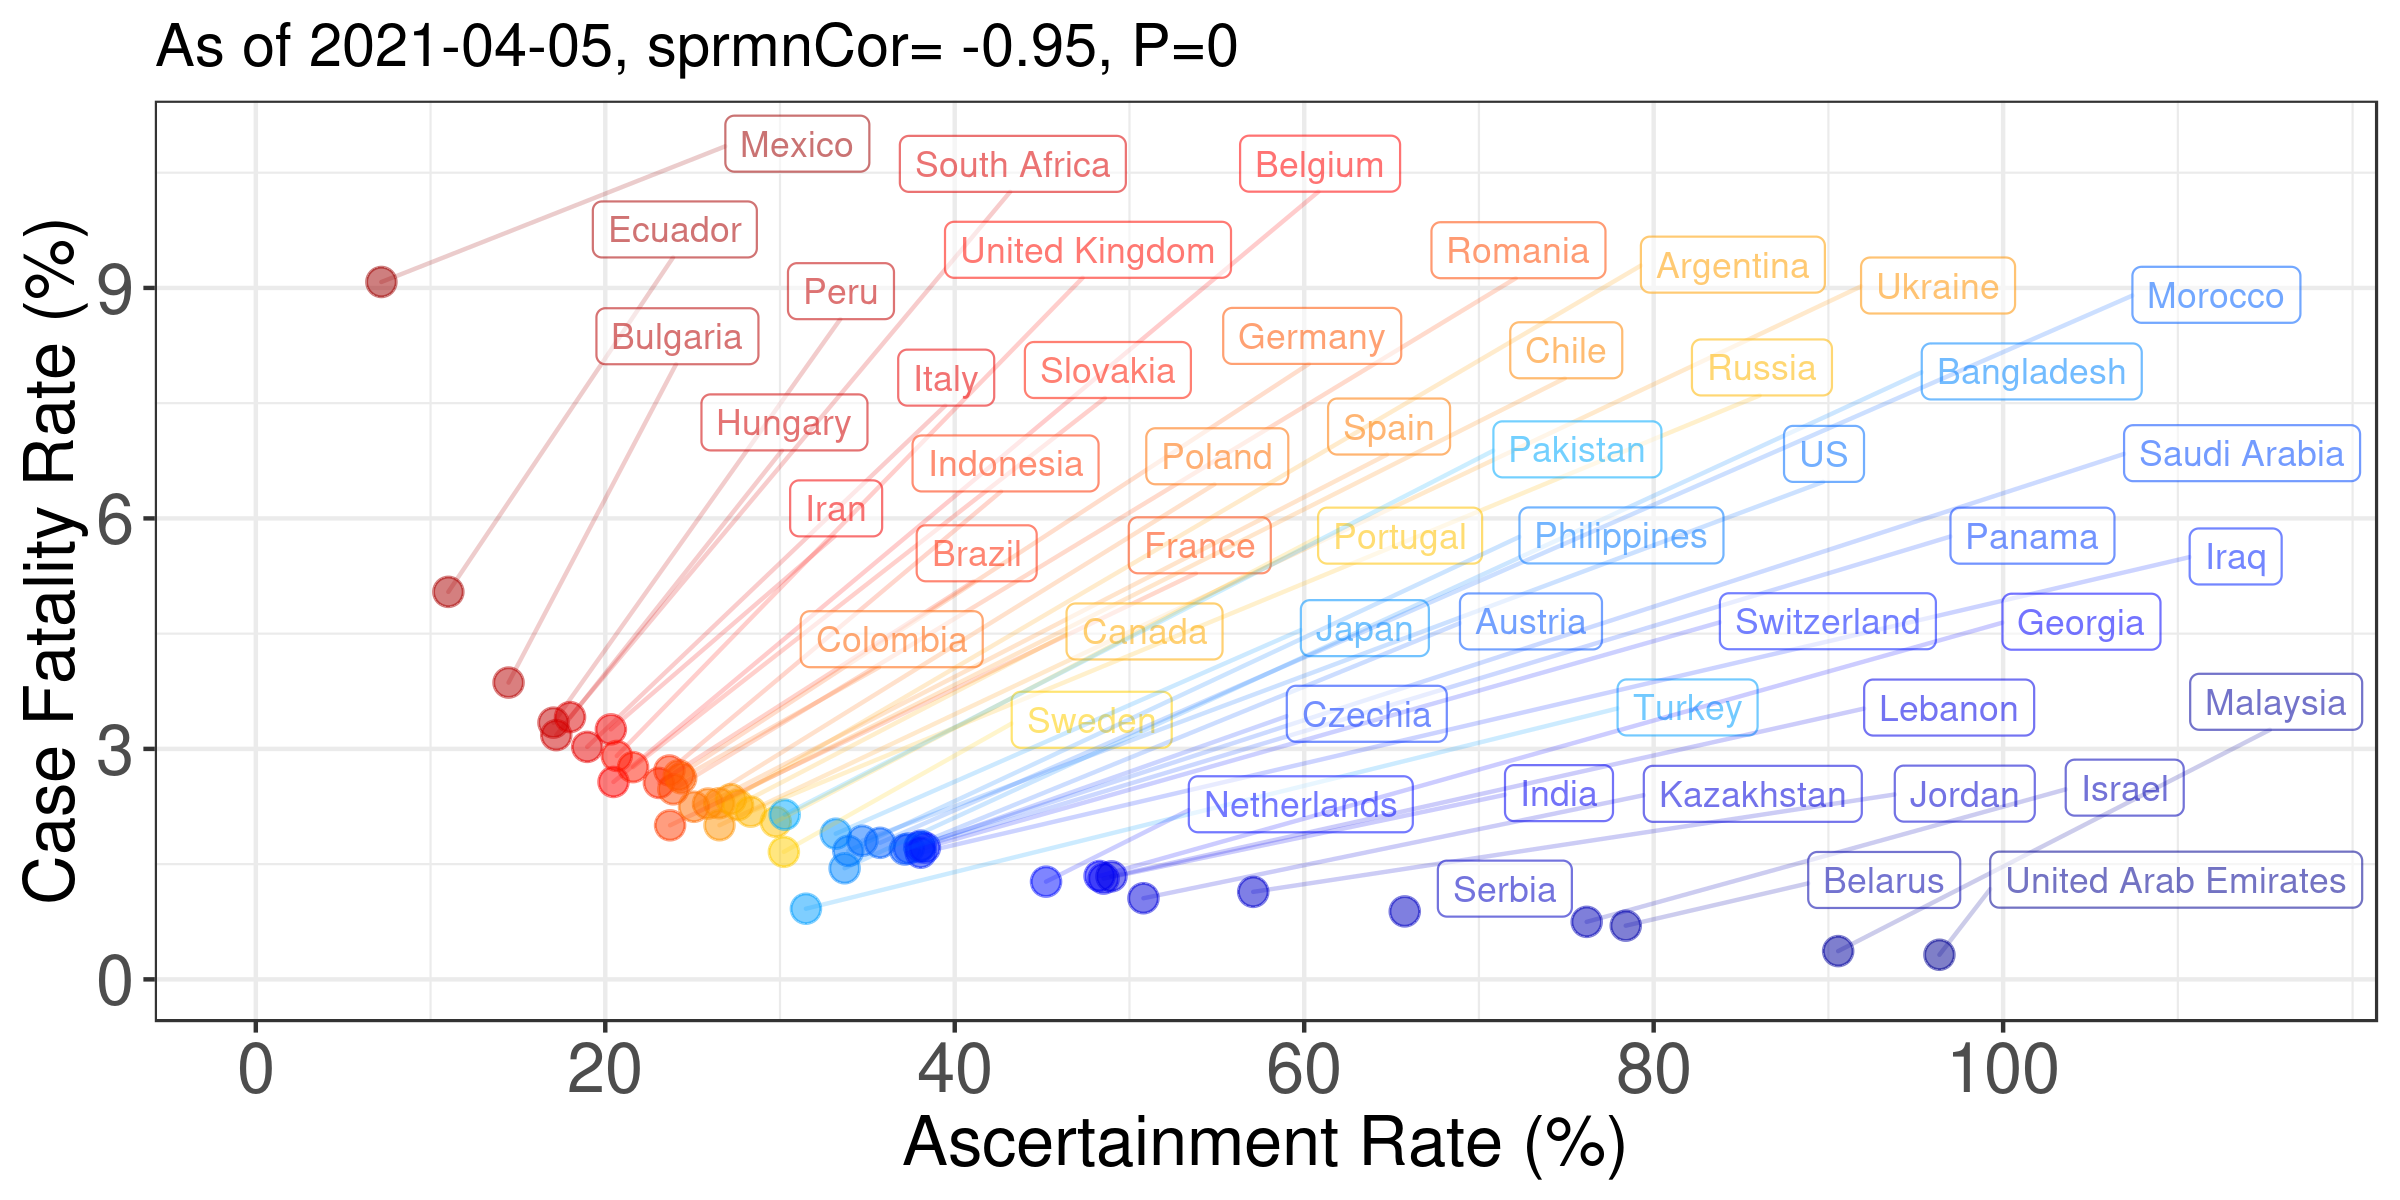 As of 2021-04-05, sprmnCor= -0.95, P=0
Case Fatality Rate (%)
9
6
3
0
Mexico
South Africa
Belgium
Ecuador
United Kingdom
Romania
Argentina
Ukraine
Morocco
Peru
Bulgaria
Germany
Chile
Russia
Bangladesh
Italy
Slovakia
Hungary
Spain
Pakistan
US
Saudi Arabia
Indonesia
Poland
Iran
Brazil
France
Portugal
Philippines
Panama
Iraq
Colombia
Canada
Japan
Austria
Switzerland
Georgia
Sweden
Czechia
Turkey
Lebanon
Malaysia
Netherlands
India
Kazakhstan
Jordan
Israel
Serbia
Belarus
United Arab Emirates
0
20
40
60
80
100
Ascertainment Rate (%)